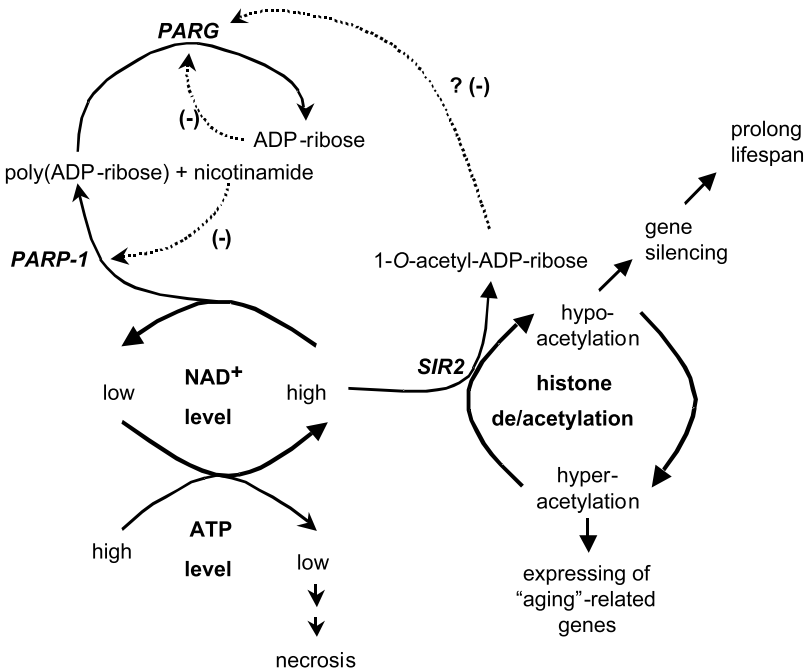 PARG
? (-)
(-)
ADP-ribose
poly(ADP-ribose) + nicotinamide
(-)
PARP-1
prolong
lifespan
gene
silencing
1-O-acetyl-ADP-ribose
hypo-
acetylation
SIR2
low
NAD+
level
high
histone
de/acetylation
hyper-
acetylation
high
ATP
level
low
necrosis
expressing of
“aging”-related
genes